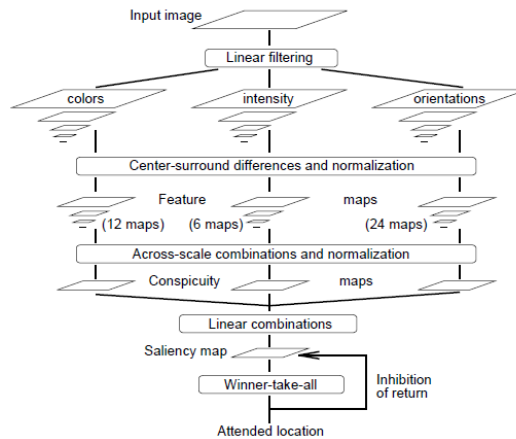 Input image
Linear filtering
colors intensity orientations
Center-surround differences and normalization
Feature maps
(12 maps) (6 maps) (24 maps)
Across-scale combinations and normalization
Conspicuity maps
Linear combinations
Saliency map
Winner-take-all
Inhibition
of return
Attended location